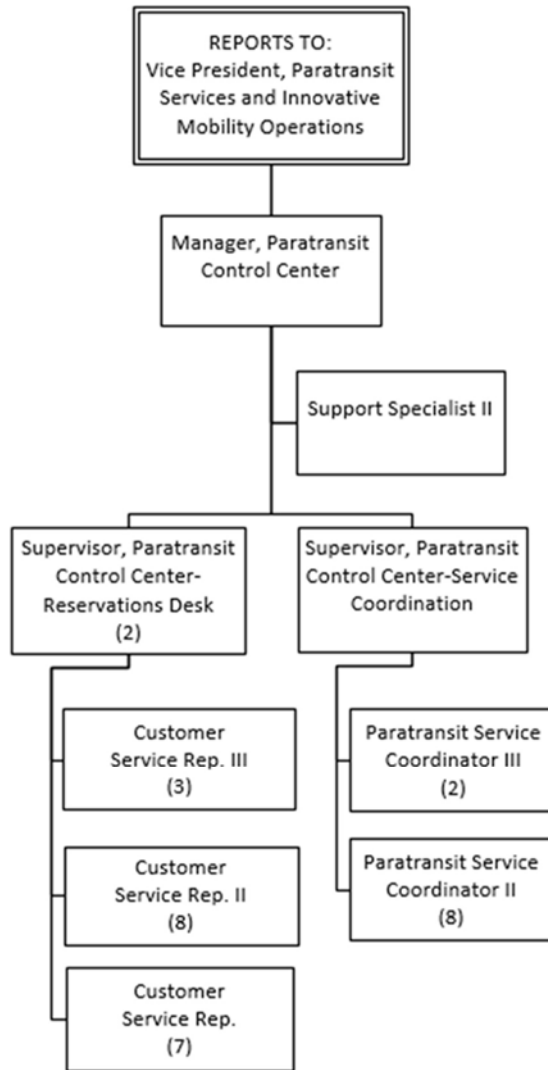 REPORTS TO:
Vice President, Paratransit
Services and Innovative
Mobility Operations
Manager, Paratransit
Control Center
Support Specialist II
Supervisor, Paratransit
Control Center-
Reservations Desk
(2)
Supervisor, Paratransit
Control Center-Service
Coordination
Customer
Service Rep. III
(3)
Customer
Service Rep. II
(8)
Customer
Service Rep.
(7)
Paratransit Service
Coordinator III
(2)
Paratransit Service
Coordinator II
(8)